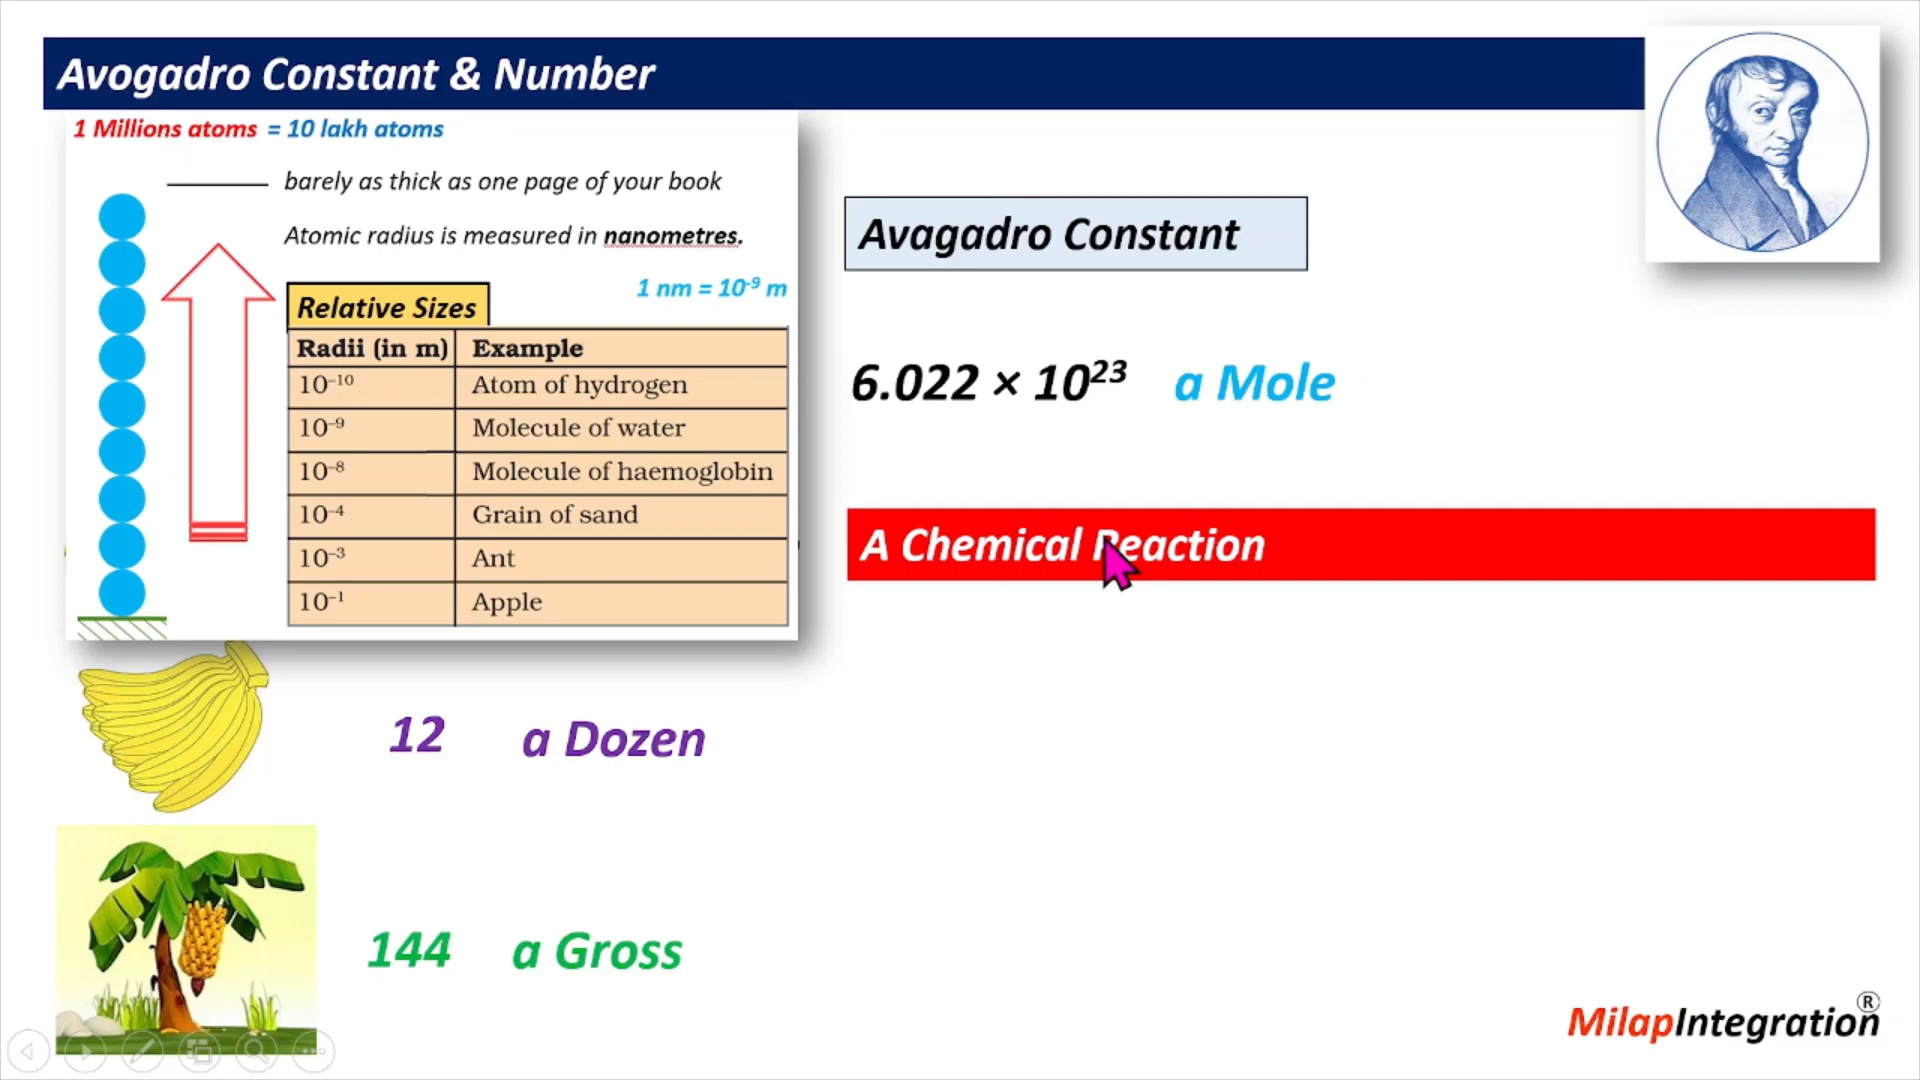 Avogadro Constant & Number
1 Millions atoms = 10 lakh atoms
barely as thick as one page of your book
Atomic radius is measured in nanometres.
1 nm = 10⁻⁹ m
Relative Sizes
Radii (in m) Example
10⁻¹⁰ Atom of hydrogen
10⁻⁹ Molecule of water
10⁻⁸ Molecule of haemoglobin
10⁻⁴ Grain of sand
10⁻³ Ant
10⁻¹ Apple
12 a Dozen
144 a Gross
Avagadro Constant
6.022 × 10²³ a Mole
A Chemical Reaction
MilapIntegration®